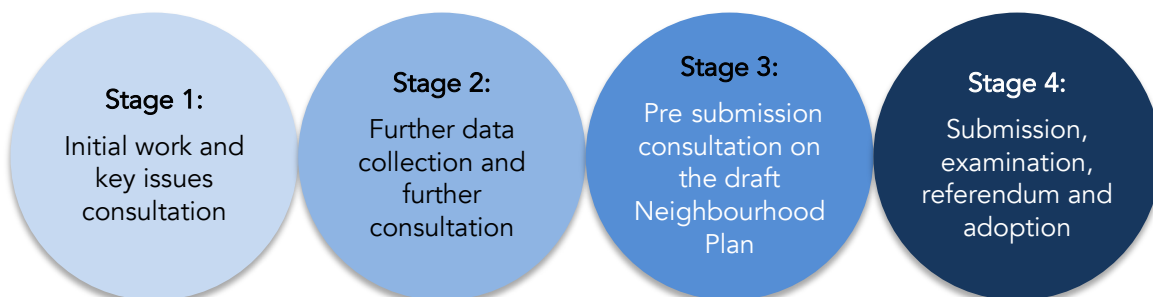 Stage 1:
Initial work and
key issues
consultation
Stage 2:
Further data
collection and
further
consultation
Stage 3:
Pre submission
consultation on
the draft
Neighbourhood
Plan
Stage 4:
Submission,
examination,
referendum and
adoption